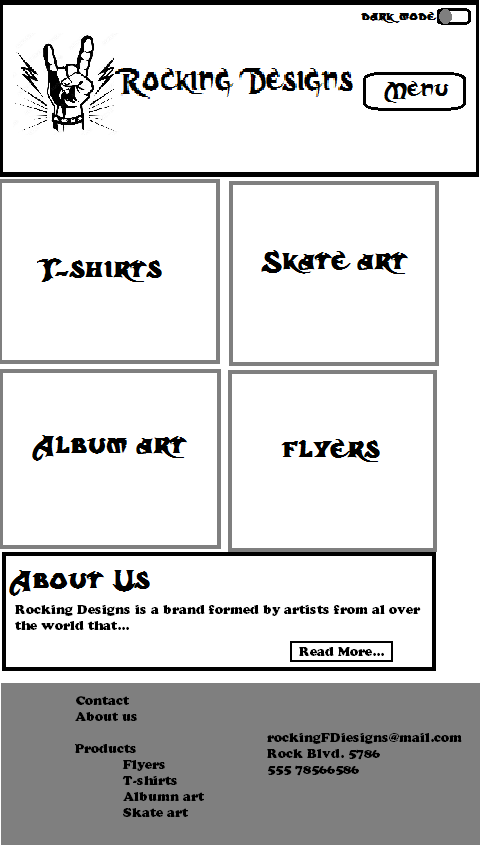 Dark mode
Rocking Designs
Menu
T-shirts
Skate art
Album art
Flyers
About Us
Rocking Designs is a brand formed by artists from al over
the world that...
Read More...
Contact
About us
Products
Flyers
T-shirts
Albumn art
Skate art
rockingFDiesigns@mail.com
Rock Blvd. 5786
555 78566586